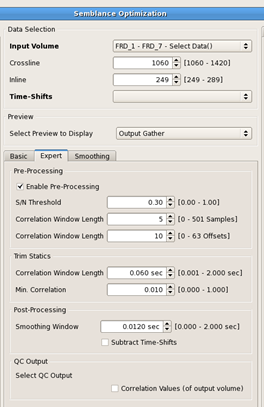 Semblance Optimization
Data Selection
Input Volume FRD_1 - FRD_7 - Select Data()
Crossline 1060 [1060 - 1420]
Inline 249 [249 - 289]
Time-Shifts
Preview
Select Preview to Display Output Gather
Basic Expert Smoothing
Pre-Processing
Enable Pre-Processing
S/N Threshold 0.30 [0.00 - 1.00]
Correlation Window Length 5 [0 - 501 Samples]
Correlation Window Length 10 [0 - 63 Offsets]
Trim Statics
Correlation Window Length 0.060 sec [0.001 - 2.000 sec]
Min. Correlation 0.010 [0.000 - 1.000]
Post-Processing
Smoothing Window 0.0120 sec [0.000 - 2.000 sec]
Subtract Time-Shifts
QC Output
Select QC Output
Correlation Values (of output volume)